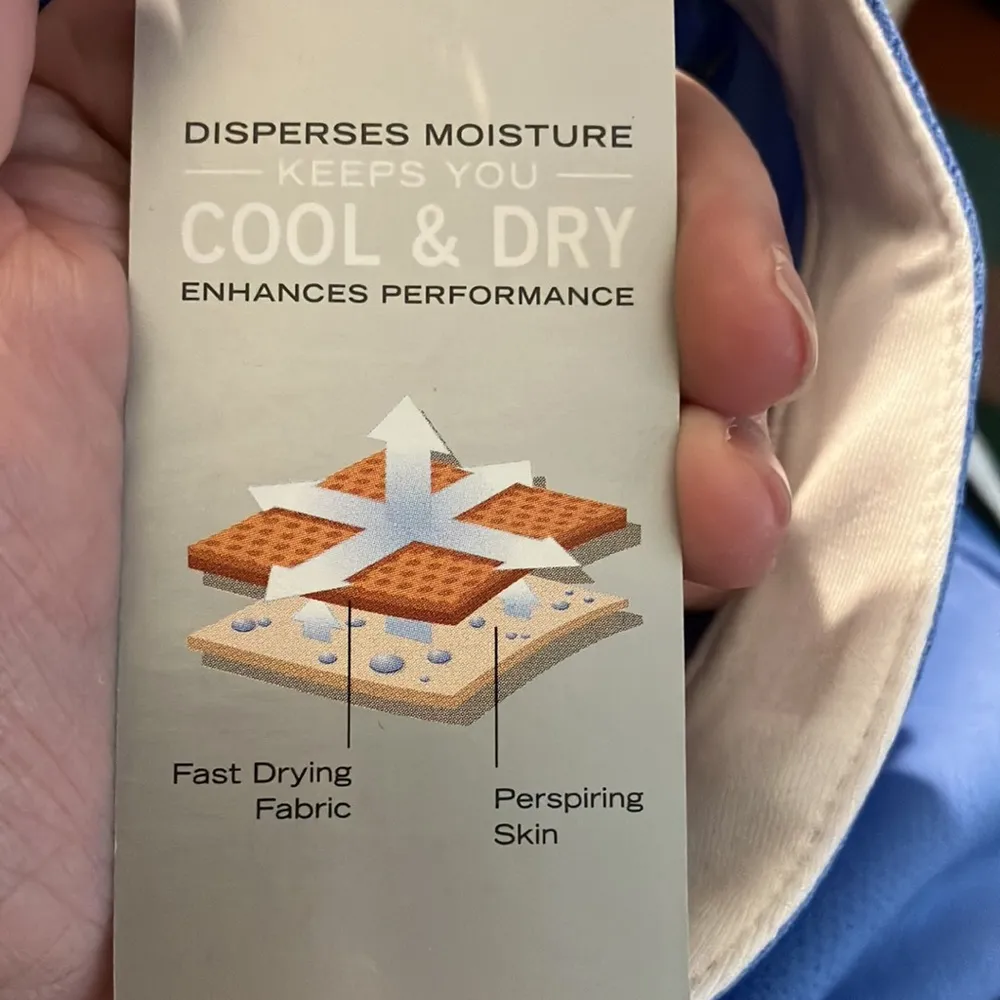 DISPERSES MOISTURE
KEEPS YOU
COOL & DRY
ENHANCES PERFORMANCE
Fast Drying
Fabric
Perspiring
Skin